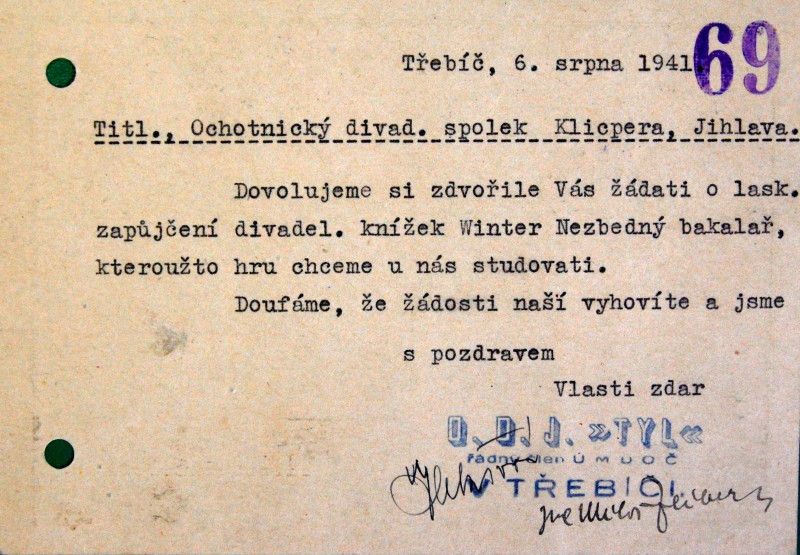 Třebíč, 6. srpna 1941
69
Titl., Ochotnický divad. spolek Klicpera, Jihlava.
Dovolujeme si zdvořile Vás žádati o lask.
zapůjčení divadel. knížek Winter Nezbedný bakalař,
kteroužto hru chceme u nás studovati.
Doufáme, že žádosti naší vyhovíte a jsme
s pozdravem
Vlasti zdar
D. D. J. »TYL«
řádný člen ÚMDOČ
V TŘEBÍČI